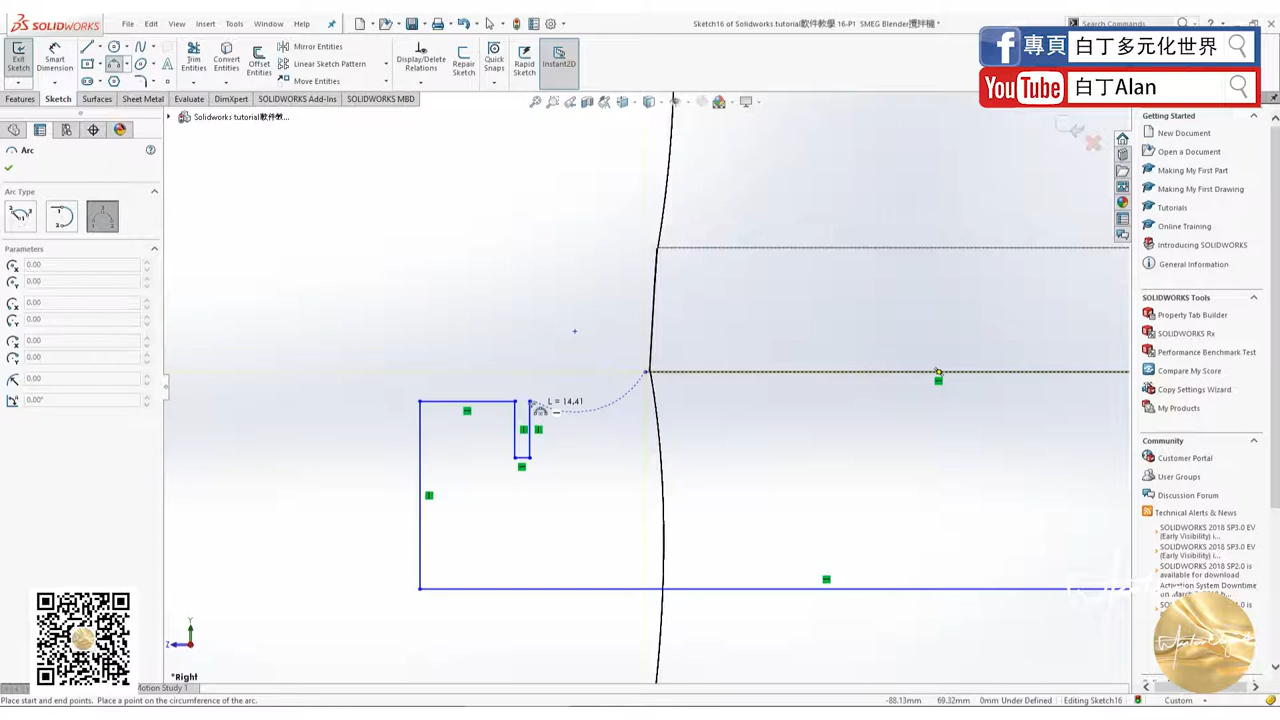 SOLIDWORKS
File Edit View Insert Tools Window Help
Sketch16 of Solidworks tutorial軟件教學 16-P1 SMEG Blender攪拌機 *
Search Commands
專頁 白丁多元化世界
YouTube 白丁Alan
Exit Sketch
Smart Dimension
Trim Entities
Convert Entities
Offset Entities
Mirror Entities
Linear Sketch Pattern
Move Entities
Display/Delete Relations
Repair Sketch
Quick Snaps
Rapid Sketch
Instant2D
Features Sketch Surfaces Sheet Metal Evaluate DimXpert SOLIDWORKS Add-Ins SOLIDWORKS MBD
Solidworks tutorial軟件教...
Arc
Arc Type
Parameters
0.00
0.00
0.00
0.00
0.00
0.00
0.00
0.00°
L = 14.41
Y
Z
*Right
Motion Study 1
Getting Started
New Document
Open a Document
Making My First Part
Making My First Drawing
Tutorials
Online Training
Introducing SOLIDWORKS
General Information
SOLIDWORKS Tools
Property Tab Builder
SOLIDWORKS Rx
Performance Benchmark Test
Compare My Score
Copy Settings Wizard
My Products
Community
Customer Portal
User Groups
Discussion Forum
Technical Alerts & News
SOLIDWORKS 2018 SP3.0 EV
(Early Visibility) i...
SOLIDWORKS 2018 SP3.0 EV
(Early Visibility) i...
SOLIDWORKS 2018 SP2.0 is
available for download
Activation System Downtime
Place start and end points. Place a point on the circumference of the arc.
-88.13mm 69.32mm 0mm Under Defined Editing Sketch16 Custom